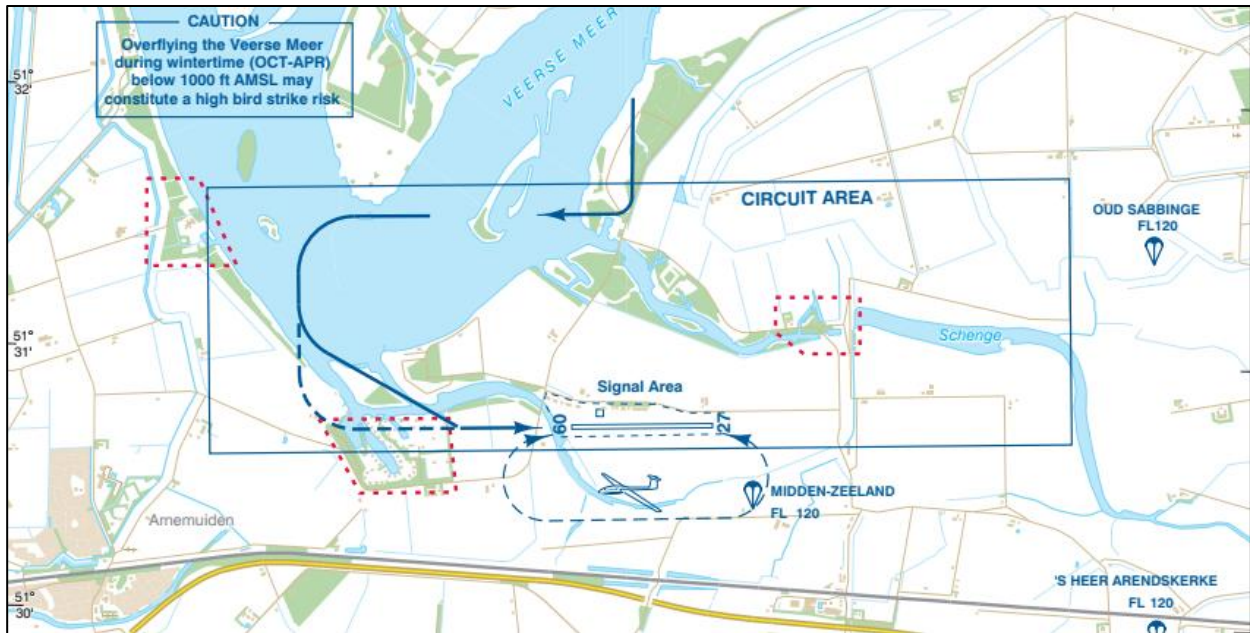 CAUTION
Overflying the Veerse Meer
during wintertime (OCT-APR)
below 1000 ft AMSL may
constitute a high bird strike risk
51°
32'
VEERSE MEER
CIRCUIT AREA
OUD SABBINGE
FL120
51°
31'
Schenge
Signal Area
09
27
MIDDEN-ZEELAND
FL 120
Arnemuiden
'S HEER ARENDSKERKE
FL 120
51°
30'